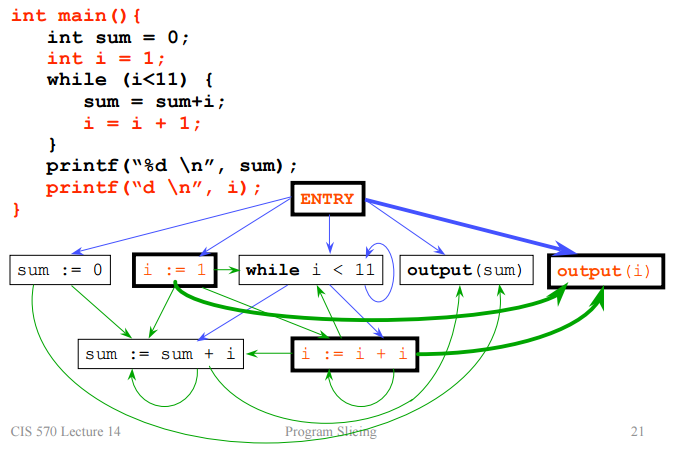 int main(){
int sum = 0;
int i = 1;
while (i<11) {
sum = sum+i;
i = i + 1;
}
printf(“%d \n”, sum);
printf(“d \n”, i);
}
ENTRY
sum := 0
i := 1
while i < 11
output(sum)
output(i)
sum := sum + i
i := i + i
CIS 570 Lecture 14
Program Slicing
21